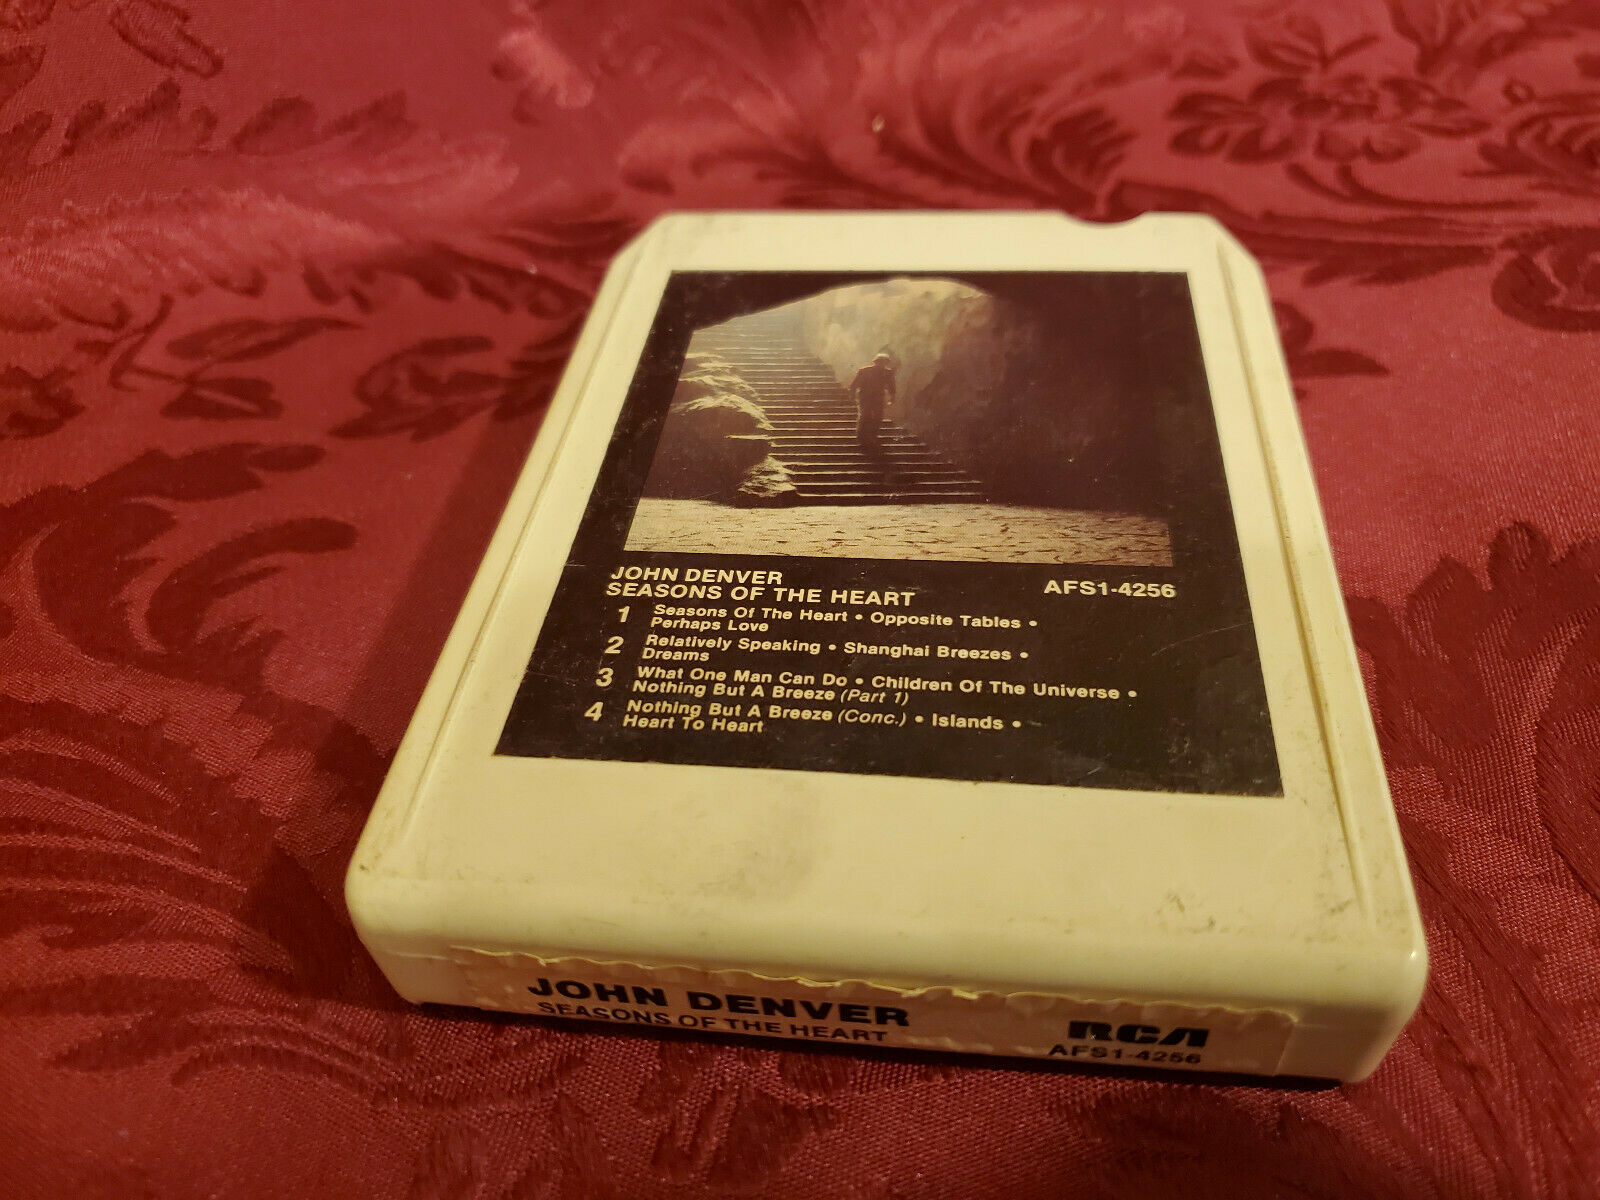 JOHN DENVER
SEASONS OF THE HEART
AFS1-4256
1 Seasons Of The Heart • Opposite Tables •
Perhaps Love
2 Relatively Speaking • Shanghai Breezes •
Dreams
3 What One Man Can Do • Children Of The Universe •
Nothing But A Breeze (Part 1)
4 Nothing But A Breeze (Conc.) • Islands •
Heart To Heart
JOHN DENVER
SEASONS OF THE HEART
RCA
AFS1-4256